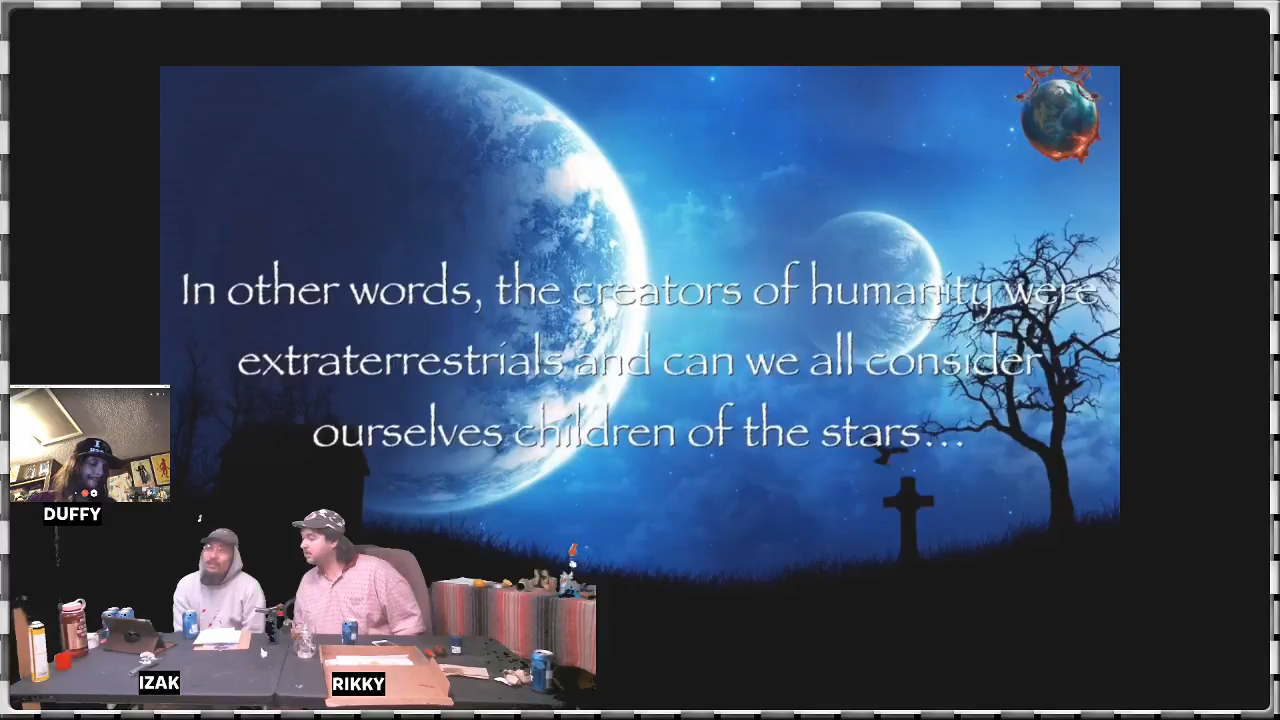 In other words, the creators of humanity were
extraterrestrials and can we all consider
ourselves children of the stars...
DUFFY
IZAK
RIKKY